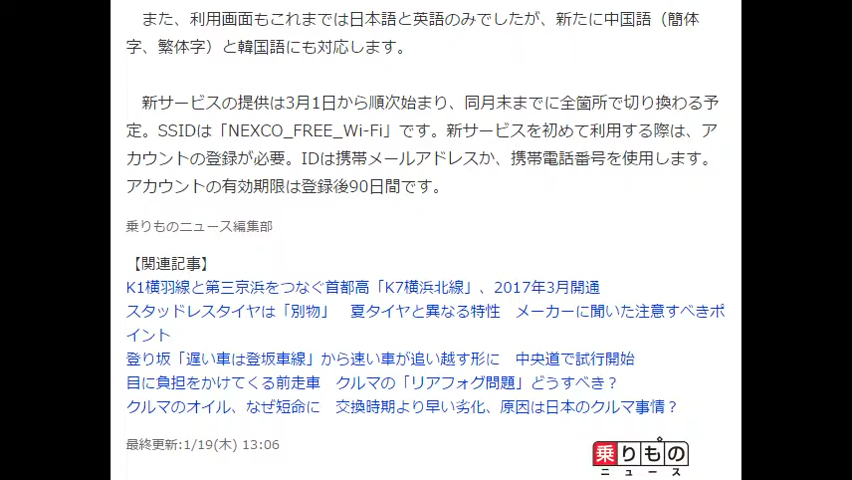 また、利用画面もこれまでは日本語と英語のみでしたが、新たに中国語（簡体
字、繁体字）と韓国語にも対応します。
新サービスの提供は3月1日から順次始まり、同月末までに全箇所で切り換わる予
定。SSIDは「NEXCO_FREE_Wi-Fi」です。新サービスを初めて利用する際は、ア
カウントの登録が必要。IDは携帯メールアドレスか、携帯電話番号を使用します。
アカウントの有効期限は登録後90日間です。
乗りものニュース編集部
【関連記事】
K1横羽線と第三京浜をつなぐ首都高「K7横浜北線」、2017年3月開通
スタッドレスタイヤは「別物」　夏タイヤと異なる特性　メーカーに聞いた注意すべきポ
イント
登り坂「遅い車は登坂車線」から速い車が追い越す形に　中央道で試行開始
目に負担をかけてくる前走車　クルマの「リアフォグ問題」どうすべき？
クルマのオイル、なぜ短命に　交換時期より早い劣化、原因は日本のクルマ事情？
最終更新:1/19(木) 13:06
乗りもの
ニュース